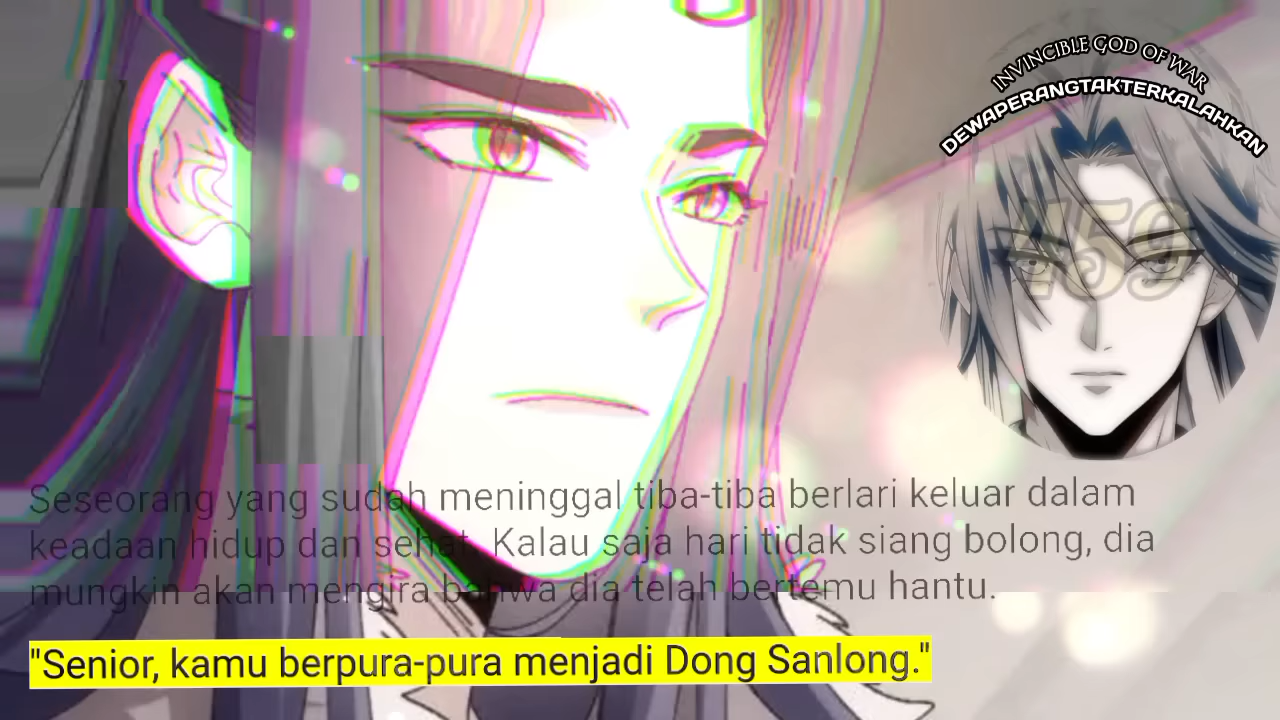 INVINCIBLE GOD OF WAR
DEWAPERANGTAKTERKALAHKAN
#59
Seseorang yang sudah meninggal tiba-tiba berlari keluar dalam
keadaan hidup dan sehat. Kalau saja hari tidak siang bolong, dia
mungkin akan mengira bahwa dia telah bertemu hantu.
"Senior, kamu berpura-pura menjadi Dong Sanlong."